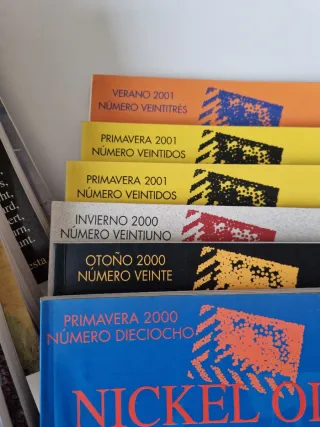 VERANO 2001
NÚMERO VEINTITRÉS
PRIMAVERA 2001
NÚMERO VEINTIDOS
PRIMAVERA 2001
NÚMERO VEINTIDOS
INVIERNO 2000
NÚMERO VEINTIUNO
OTOÑO 2000
NÚMERO VEINTE
PRIMAVERA 2000
NÚMERO DIECIOCHO
NICKEL